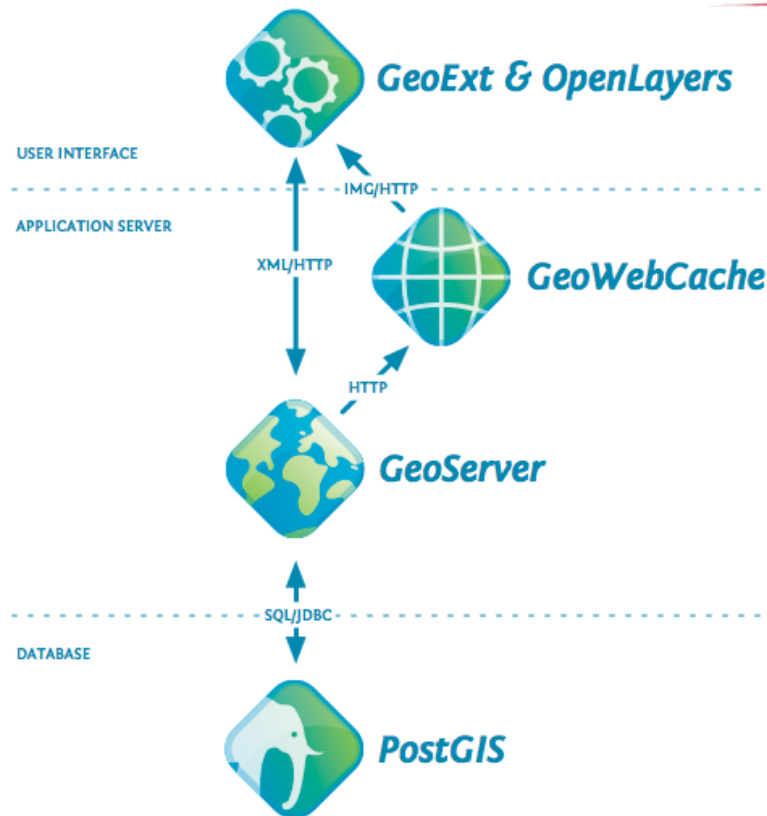 GeoExt & OpenLayers
USER INTERFACE
IMG/HTTP
APPLICATION SERVER
XML/HTTP
GeoWebCache
HTTP
GeoServer
SQL/JDBC
DATABASE
PostGIS